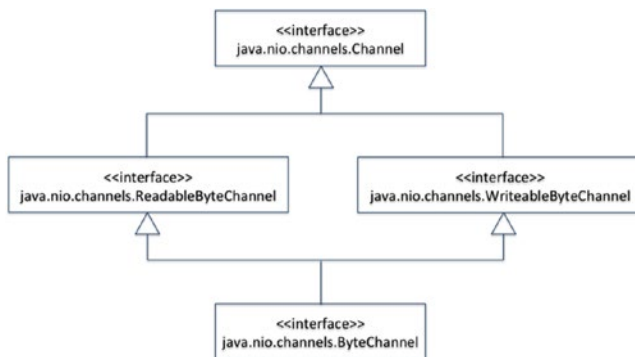 <<interface>>
java.nio.channels.Channel
<<interface>>
java.nio.channels.ReadableByteChannel
<<interface>>
java.nio.channels.WriteableByteChannel
<<interface>>
java.nio.channels.ByteChannel